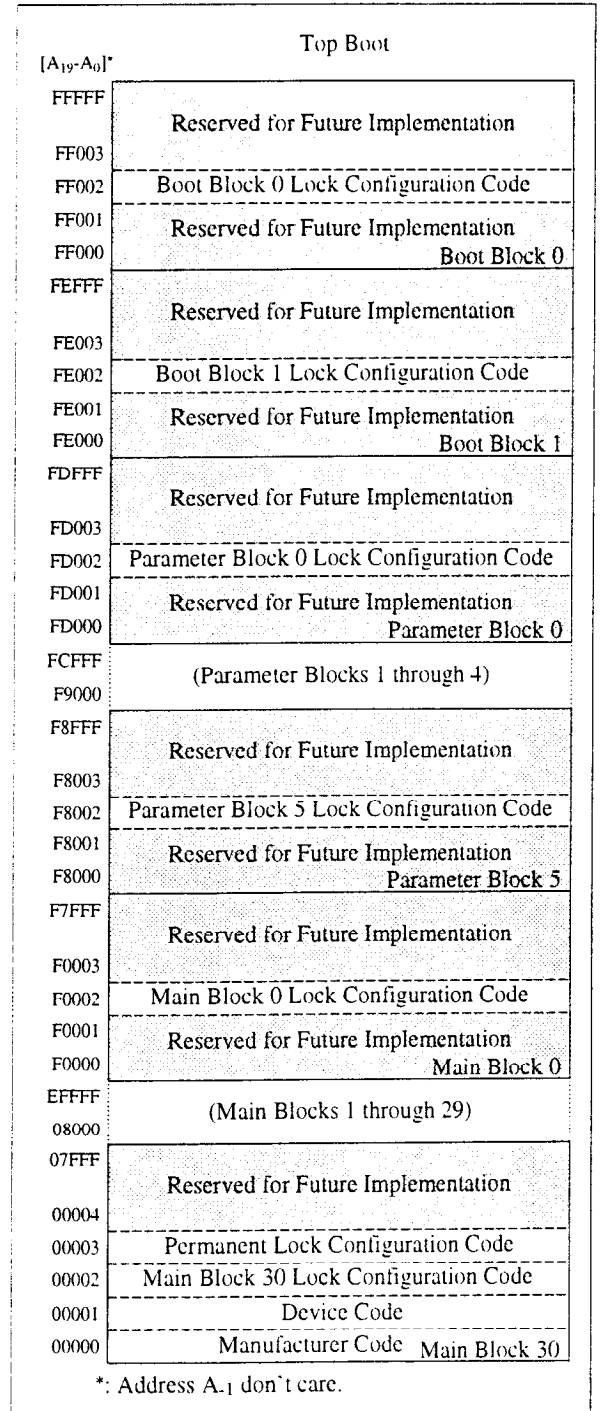 Top Boot
[A19-A0]*
FFFFF
Reserved for Future Implementation
FF003
FF002 Boot Block 0 Lock Configuration Code
FF001
Reserved for Future Implementation
FF000 Boot Block 0
FEFFF
Reserved for Future Implementation
FE003
FE002 Boot Block 1 Lock Configuration Code
FE001
Reserved for Future Implementation
FE000 Boot Block 1
FDFFF
Reserved for Future Implementation
FD003
FD002 Parameter Block 0 Lock Configuration Code
FD001
Reserved for Future Implementation
FD000 Parameter Block 0
FCFFF
(Parameter Blocks 1 through 4)
F9000
F8FFF
Reserved for Future Implementation
F8003
F8002 Parameter Block 5 Lock Configuration Code
F8001
Reserved for Future Implementation
F8000 Parameter Block 5
F7FFF
Reserved for Future Implementation
F0003
F0002 Main Block 0 Lock Configuration Code
F0001
Reserved for Future Implementation
F0000 Main Block 0
EFFFF
(Main Blocks 1 through 29)
08000
07FFF
Reserved for Future Implementation
00004
00003 Permanent Lock Configuration Code
00002 Main Block 30 Lock Configuration Code
00001 Device Code
00000 Manufacturer Code Main Block 30
*: Address A-1 don't care.